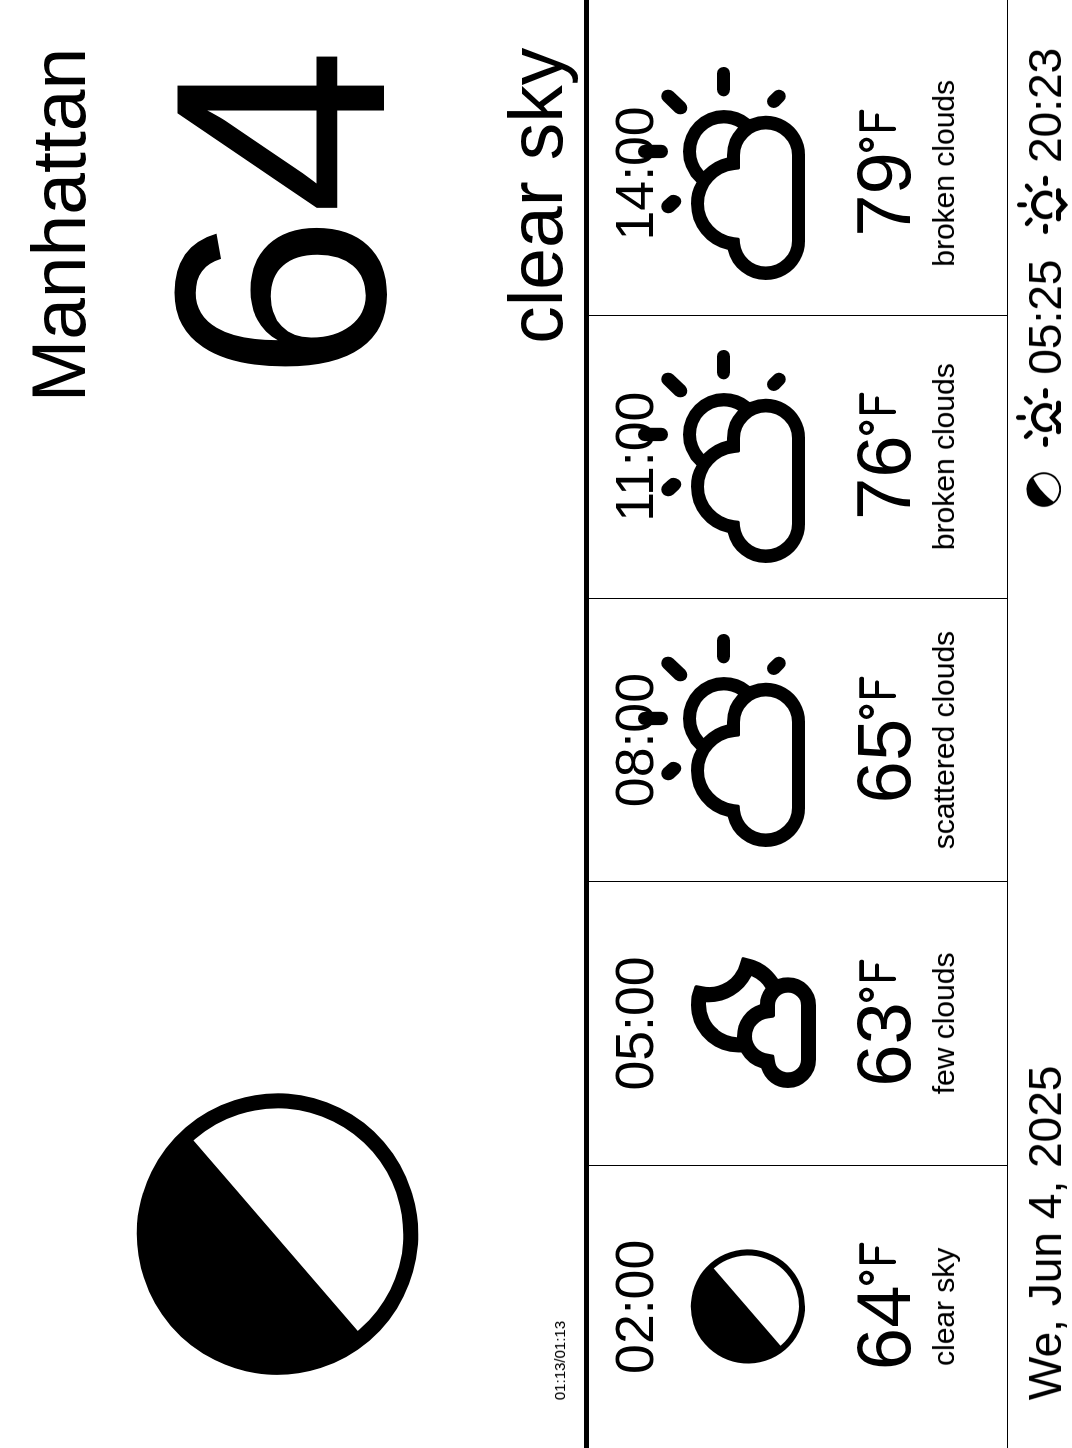 Manhattan
64
clear sky
01:13/01:13
02:00 05:00 08:00 11:00 14:00
64°F 63°F 65°F 76°F 79°F
clear sky few clouds scattered clouds broken clouds broken clouds
We, Jun 4, 2025 05:25 20:23